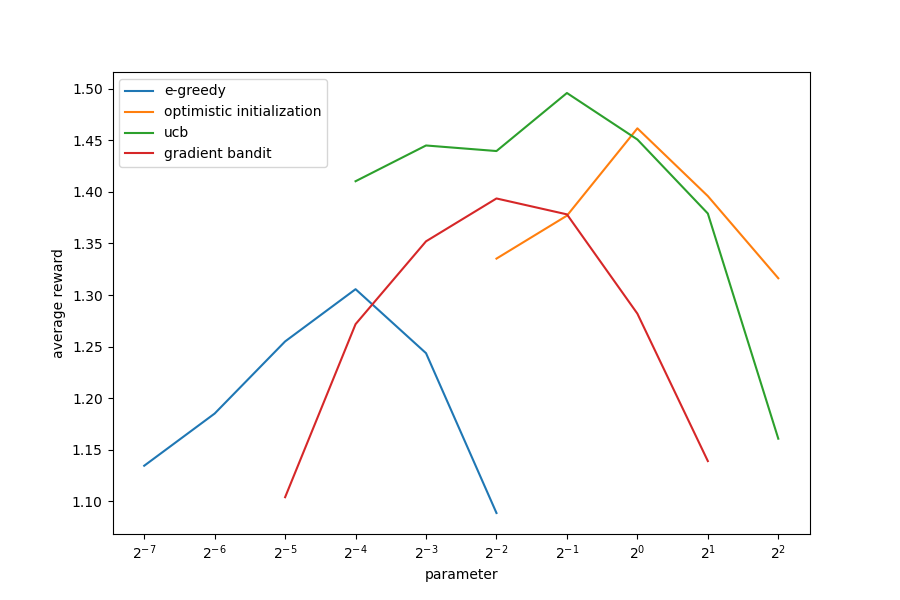 e-greedy
optimistic initialization
ucb
gradient bandit
average reward
1.50
1.45
1.40
1.35
1.30
1.25
1.20
1.15
1.10
2⁻⁷ 2⁻⁶ 2⁻⁵ 2⁻⁴ 2⁻³ 2⁻² 2⁻¹ 2⁰ 2¹ 2²
parameter